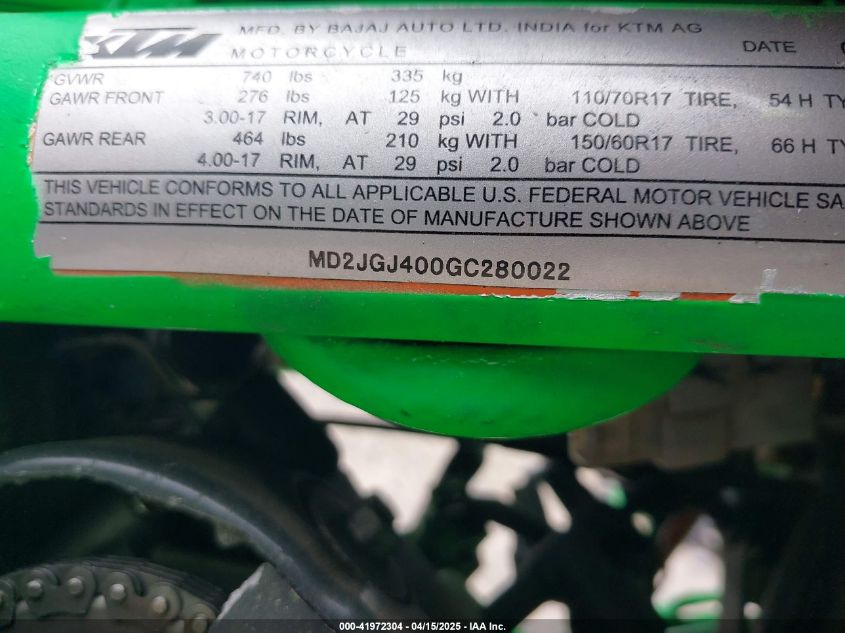 KTM MFD. BY BAJAJ AUTO LTD. INDIA for KTM AG
MOTORCYCLE DATE
GVWR 740 lbs 335 kg
GAWR FRONT 276 lbs 125 kg WITH 110/70R17 TIRE, 54 H TY
3.00-17 RIM, AT 29 psi 2.0 bar COLD
GAWR REAR 464 lbs 210 kg WITH 150/60R17 TIRE, 66 H TY
4.00-17 RIM, AT 29 psi 2.0 bar COLD
THIS VEHICLE CONFORMS TO ALL APPLICABLE U.S. FEDERAL MOTOR VEHICLE SA
STANDARDS IN EFFECT ON THE DATE OF MANUFACTURE SHOWN ABOVE
MD2JGJ400GC280022
000-41972304 - 04/15/2025 - IAA Inc.